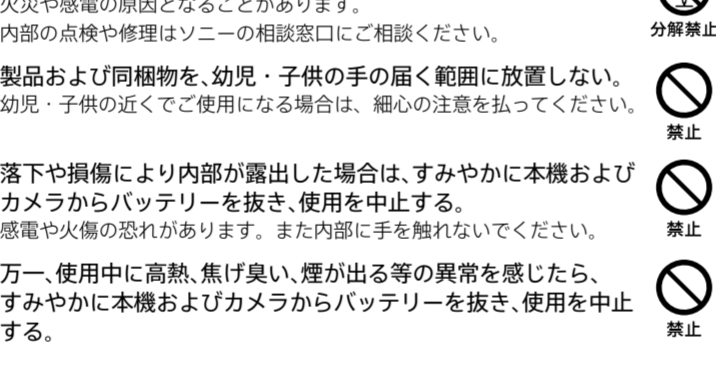 火災や感電の原因となることがあります。
分解禁止
内部の点検や修理はソニーの相談窓口にご相談ください。
製品および同梱物を、幼児・子供の手の届く範囲に放置しない。
幼児・子供の近くでご使用になる場合は、細心の注意を払ってください。
禁止
落下や損傷により内部が露出した場合は、すみやかに本機および
カメラからバッテリーを抜き、使用を中止する。
感電や火傷の恐れがあります。また内部に手を触れないでください。
禁止
万一、使用中に高熱、焦げ臭い、煙が出る等の異常を感じたら、
すみやかに本機およびカメラからバッテリーを抜き、使用を中止
する。
禁止